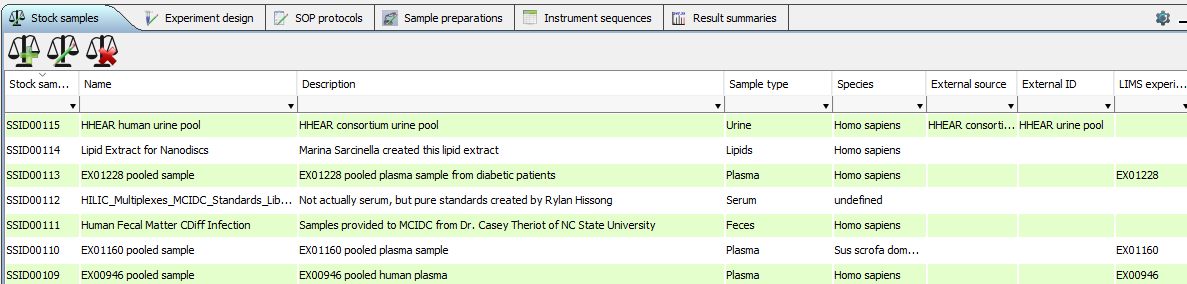 Stock samples Experiment design SOP protocols Sample preparations Instrument sequences Result summaries
Stock sam... Name Description Sample type Species External source External ID LIMS experi...
SSID00115 HHEAR human urine pool HHEAR consortium urine pool Urine Homo sapiens HHEAR consorti... HHEAR urine pool
SSID00114 Lipid Extract for Nanodiscs Marina Sarcinella created this lipid extract Lipids Homo sapiens
SSID00113 EX01228 pooled sample EX01228 pooled plasma sample from diabetic patients Plasma Homo sapiens EX01228
SSID00112 HILIC_Multiplexes_MCIDC_Standards_Lib... Not actually serum, but pure standards created by Rylan Hissong Serum undefined
SSID00111 Human Fecal Matter CDiff Infection Samples provided to MCIDC from Dr. Casey Theriot of NC State University Feces Homo sapiens
SSID00110 EX01160 pooled sample EX01160 pooled plasma sample Plasma Sus scrofa dom... EX01160
SSID00109 EX00946 pooled sample EX00946 pooled human plasma Plasma Homo sapiens EX00946